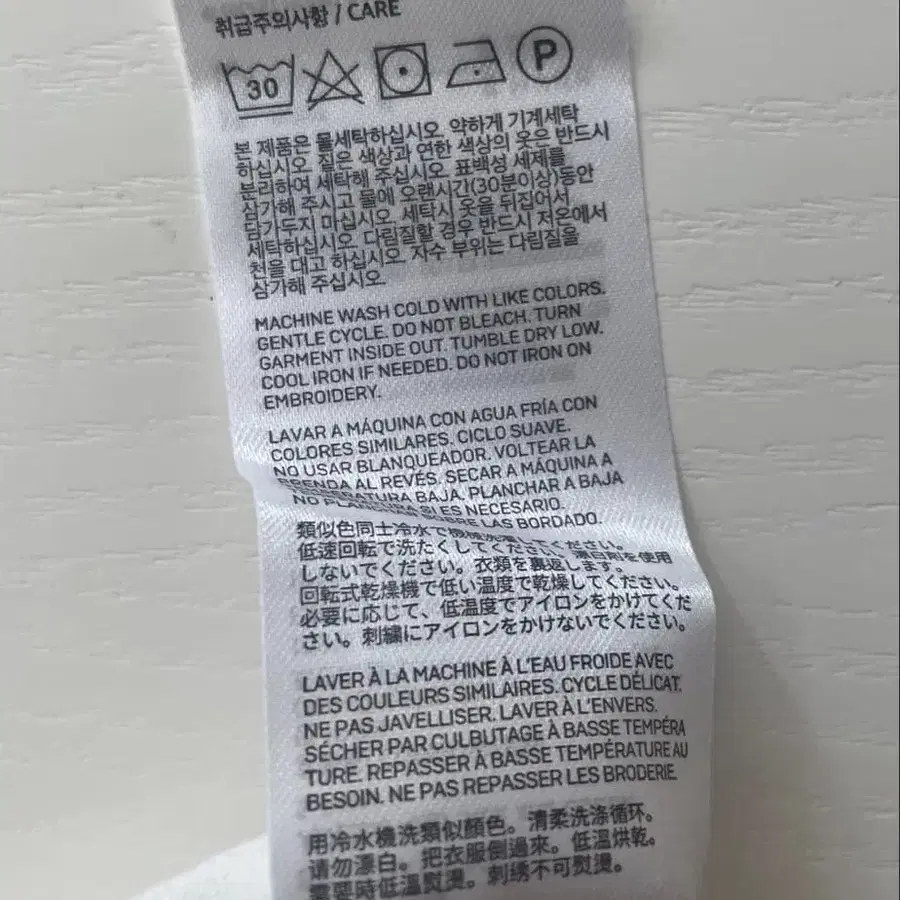 취급주의사항 / CARE
30 P
본 제품은 물세탁하십시오. 약하게 기계세탁
하십시오. 짙은 색상과 연한 색상의 옷은 반드시
분리하여 세탁해 주십시오. 표백성 세제를
삼가해 주시고 물에 오랜시간(30분이상)동안
담가두지 마십시오. 세탁시 옷을 뒤집어서
세탁하십시오. 다림질할 경우 반드시 저온에서
천을 대고 하십시오. 자수 부위는 다림질을
삼가해 주십시오.
MACHINE WASH COLD WITH LIKE COLORS.
GENTLE CYCLE. DO NOT BLEACH. TURN
GARMENT INSIDE OUT. TUMBLE DRY LOW.
COOL IRON IF NEEDED. DO NOT IRON ON
EMBROIDERY.
LAVAR A MÁQUINA CON AGUA FRÍA CON
COLORES SIMILARES. CICLO SUAVE.
NO USAR BLANQUEADOR. VOLTEAR LA
PRENDA AL REVÉS. SECAR A MÁQUINA A
TEMPERATURA BAJA. PLANCHAR A BAJA
SI ES NECESARIO.
NO LAS BORDADO.
類似色同士冷水で機械洗濯してください。
低速回転で洗たくしてください。漂白剤を使用
しないでください。衣類を裏返します。
回転式乾燥機で低い温度で乾燥してください。
必要に応じて、低温度でアイロンをかけてくだ
さい。刺繍にアイロンをかけないでください。
LAVER À LA MACHINE À L'EAU FROIDE AVEC
DES COULEURS SIMILAIRES. CYCLE DÉLICAT.
NE PAS JAVELLISER. LAVER À L'ENVERS.
SÉCHER PAR CULBUTAGE À BASSE TEMPÉRA
TURE. REPASSER À BASSE TEMPÉRATURE AU
BESOIN. NE PAS REPASSER LES BRODERIE.
用冷水機洗類似顏色。清柔洗涤循环。
请勿漂白。把衣服倒過來。低溫烘乾。
需要時低溫熨燙。刺绣不可熨烫。